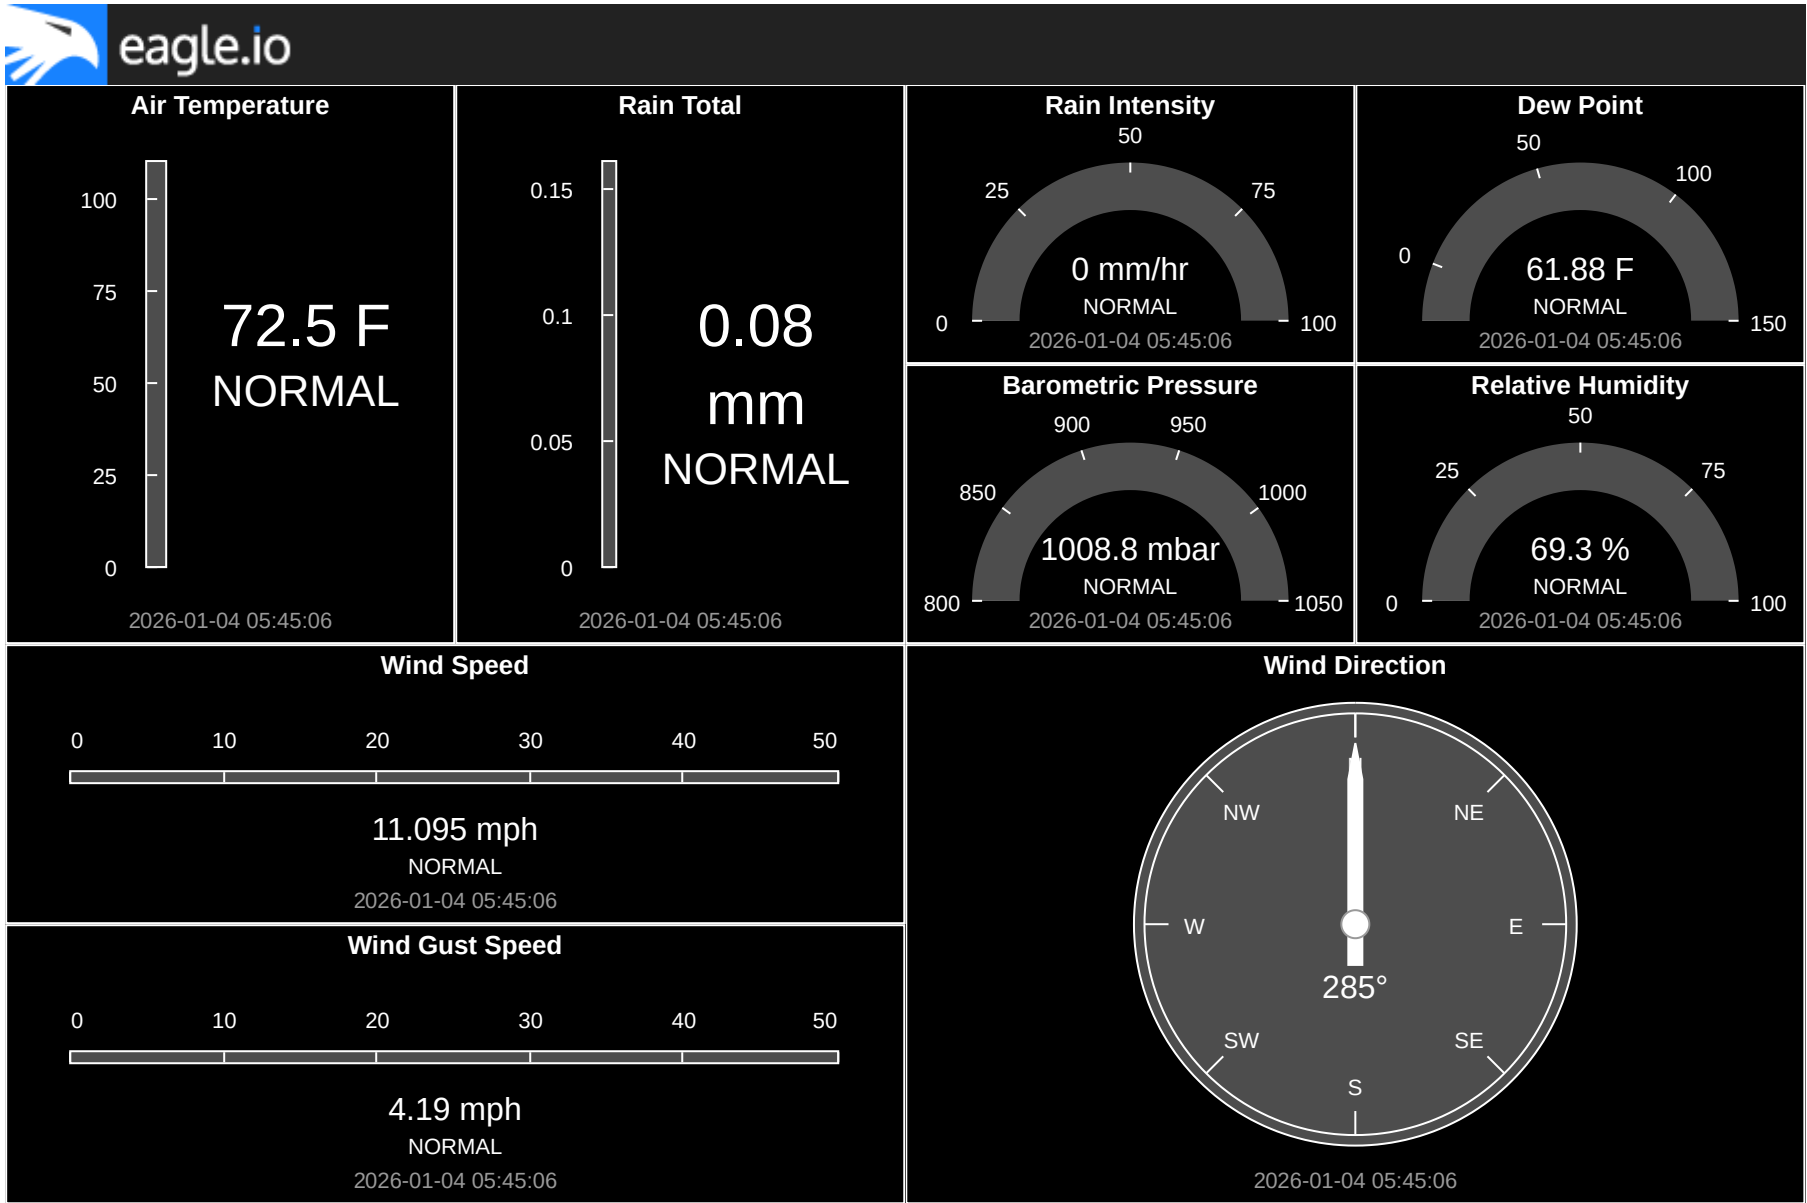 eagle.io
Air Temperature
100
75
50
25
0
72.5 F
NORMAL
2026-01-04 05:45:06
Rain Total
0.15
0.1
0.05
0
0.08
mm
NORMAL
2026-01-04 05:45:06
Rain Intensity
0
25
50
75
100
0 mm/hr
NORMAL
2026-01-04 05:45:06
Dew Point
0
50
100
150
61.88 F
NORMAL
2026-01-04 05:45:06
Barometric Pressure
800
850
900
950
1000
1050
1008.8 mbar
NORMAL
2026-01-04 05:45:06
Relative Humidity
0
25
50
75
100
69.3 %
NORMAL
2026-01-04 05:45:06
Wind Speed
0 10 20 30 40 50
11.095 mph
NORMAL
2026-01-04 05:45:06
Wind Gust Speed
0 10 20 30 40 50
4.19 mph
NORMAL
2026-01-04 05:45:06
Wind Direction
NW NE
W E
285°
SW SE
S
2026-01-04 05:45:06